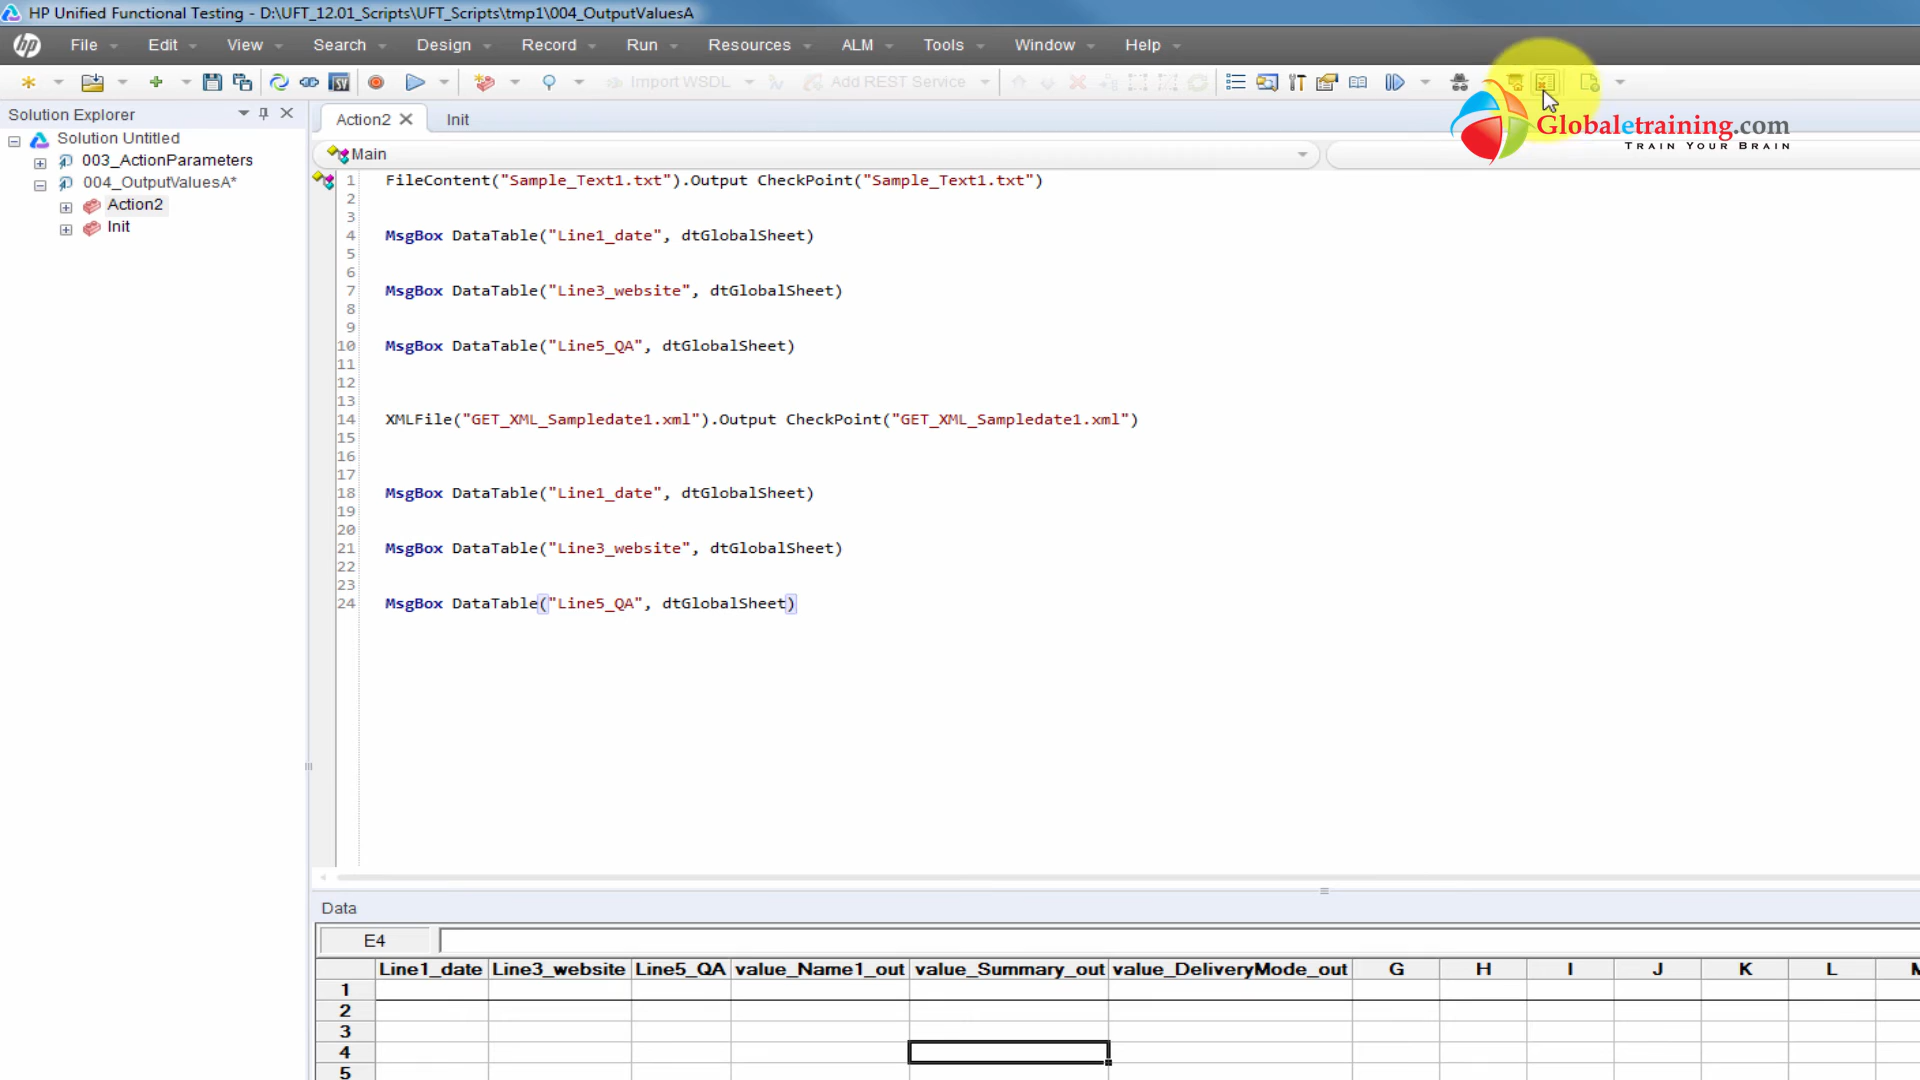 HP Unified Functional Testing - D:\UFT_12.01_Scripts\UFT_Scripts\tmp1\004_OutputValuesA
hp File Edit View Search Design Record Run Resources ALM Tools Window Help
Import WSDL Add REST Service
Globaletraining.com
TRAIN YOUR BRAIN
Solution Explorer
Solution Untitled
003_ActionParameters
004_OutputValuesA*
Action2
Init
Action2 Init
Main
1 FileContent("Sample_Text1.txt").Output CheckPoint("Sample_Text1.txt")
2
3
4 MsgBox DataTable("Line1_date", dtGlobalSheet)
5
6
7 MsgBox DataTable("Line3_website", dtGlobalSheet)
8
9
10 MsgBox DataTable("Line5_QA", dtGlobalSheet)
11
12
13
14 XMLFile("GET_XML_Sampledate1.xml").Output CheckPoint("GET_XML_Sampledate1.xml")
15
16
17
18 MsgBox DataTable("Line1_date", dtGlobalSheet)
19
20
21 MsgBox DataTable("Line3_website", dtGlobalSheet)
22
23
24 MsgBox DataTable("Line5_QA", dtGlobalSheet)
Data
E4
Line1_date Line3_website Line5_QA value_Name1_out value_Summary_out value_DeliveryMode_out G H I J K L M
1
2
3
4
5